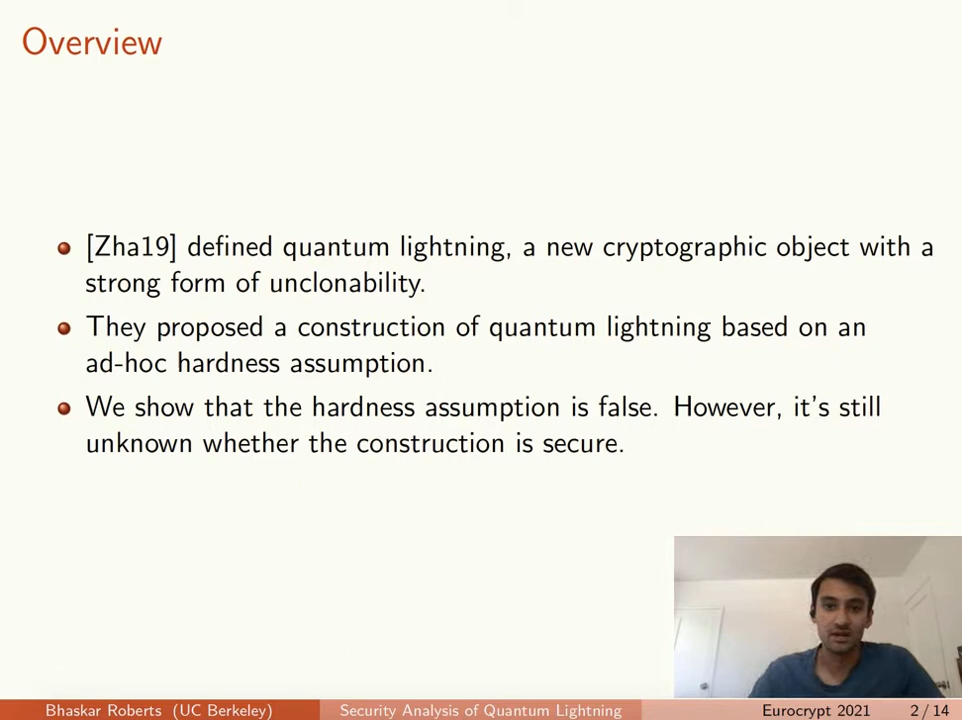 Overview
[Zha19] defined quantum lightning, a new cryptographic object with a
strong form of unclonability.
They proposed a construction of quantum lightning based on an
ad-hoc hardness assumption.
We show that the hardness assumption is false. However, it's still
unknown whether the construction is secure.
Bhaskar Roberts (UC Berkeley) Security Analysis of Quantum Lightning Eurocrypt 2021 2 / 14